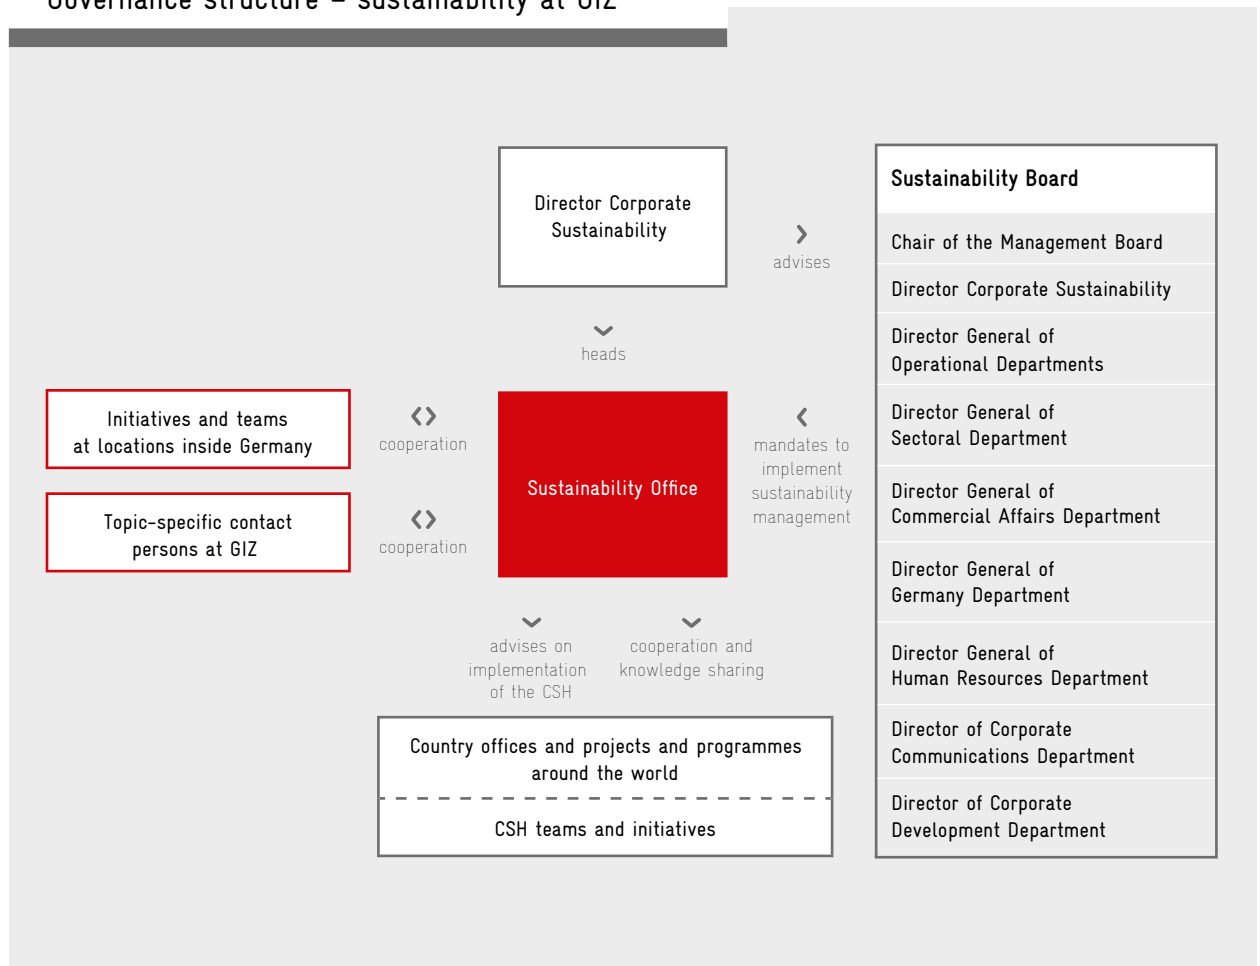 Governance structure – sustainability at GIZ
Director Corporate
Sustainability
advises
heads
Initiatives and teams
at locations inside Germany
cooperation
Topic-specific contact
persons at GIZ
cooperation
Sustainability Office
mandates to
implement
sustainability
management
advises on
implementation
of the CSH
cooperation and
knowledge sharing
Country offices and projects and programmes
around the world
CSH teams and initiatives
Sustainability Board
Chair of the Management Board
Director Corporate Sustainability
Director General of
Operational Departments
Director General of
Sectoral Department
Director General of
Commercial Affairs Department
Director General of
Germany Department
Director General of
Human Resources Department
Director of Corporate
Communications Department
Director of Corporate
Development Department